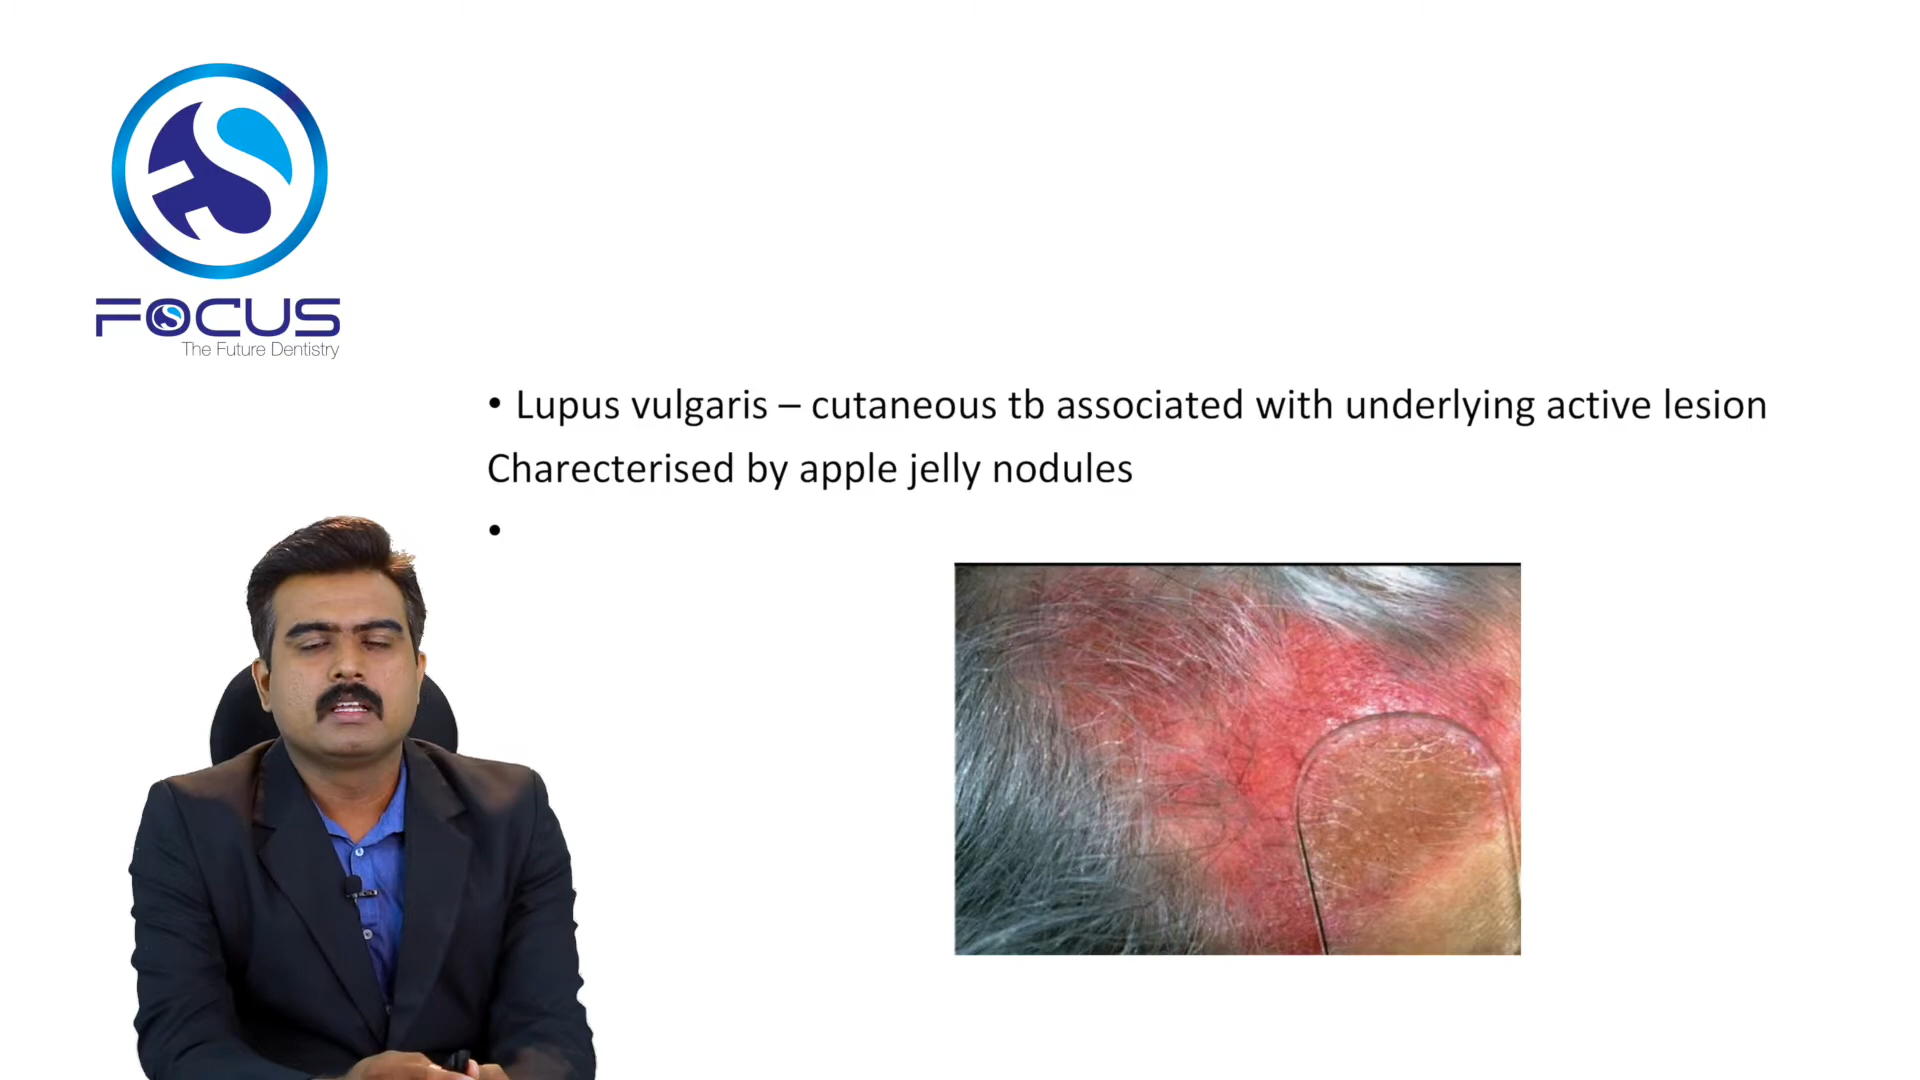 FOCUS
The Future Dentistry
• Lupus vulgaris – cutaneous tb associated with underlying active lesion
Charecterised by apple jelly nodules
•